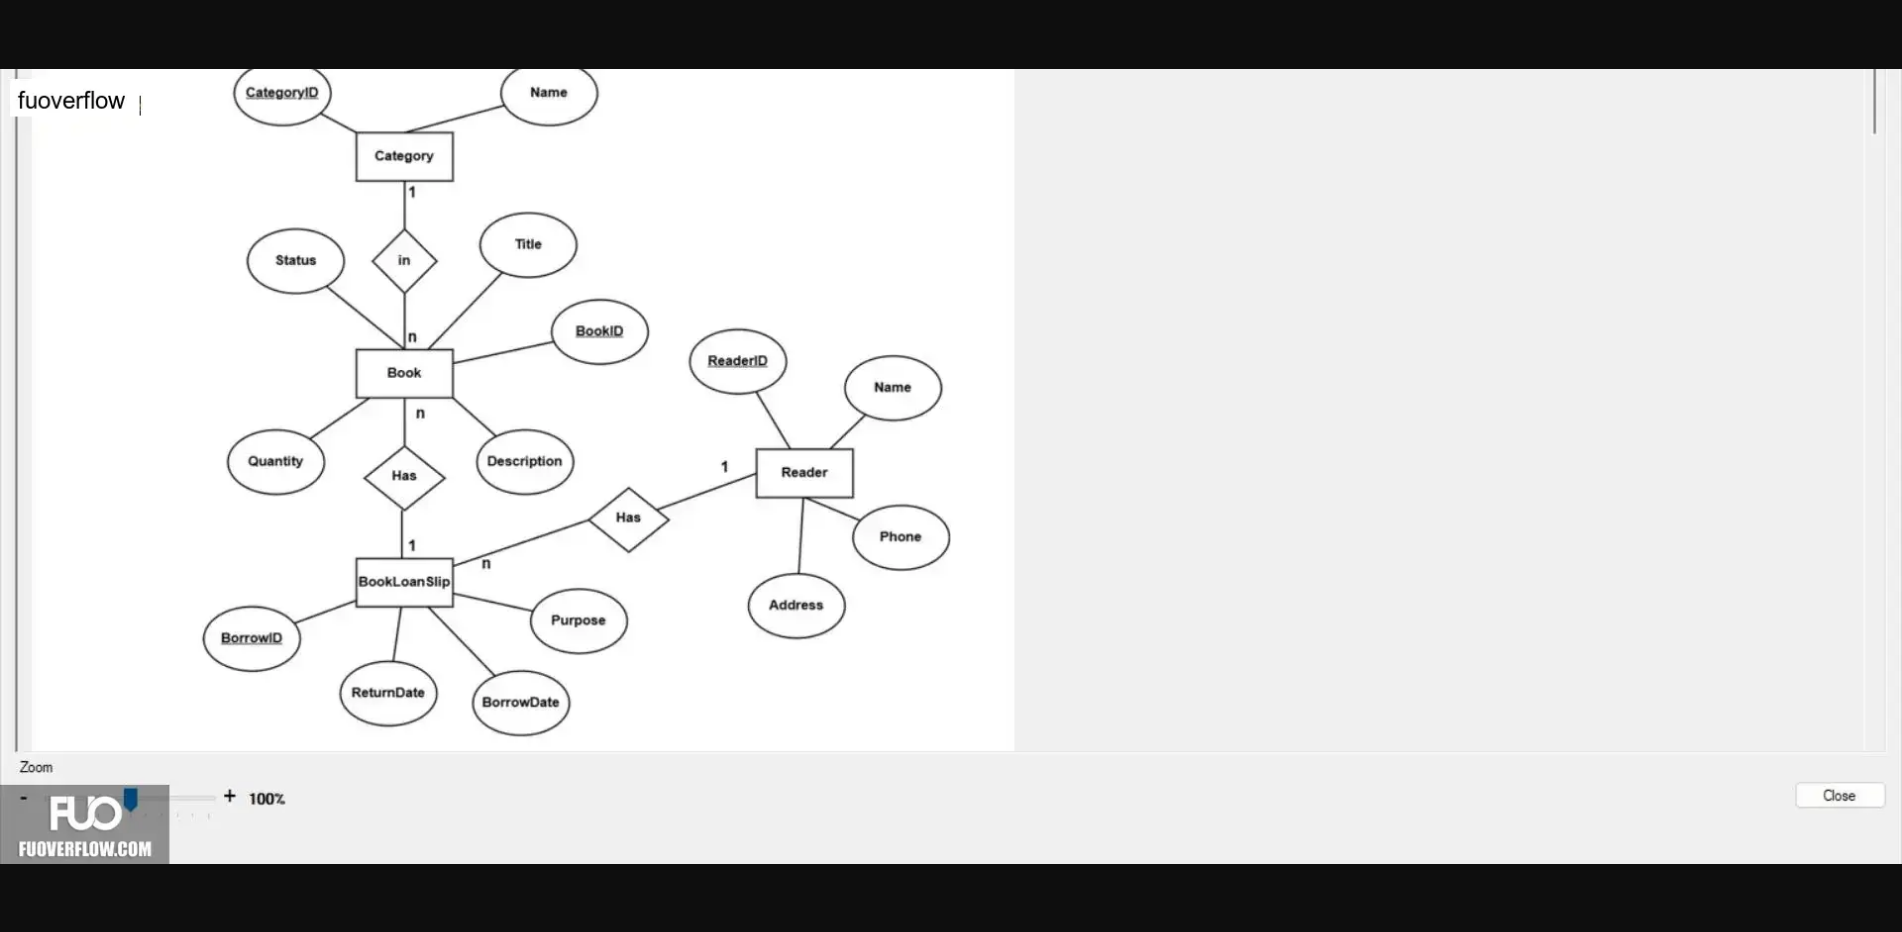 fuoverflow
CategoryID
Name
Category
1
Status
in
Title
n
BookID
Book
n
Quantity
Has
Description
1
BookLoanSlip
ReaderID
Name
1
Reader
Has
n
Phone
Address
BorrowID
Purpose
ReturnDate
BorrowDate
Zoom
- + 100%
Close
FUO
FUOVERFLOW.COM